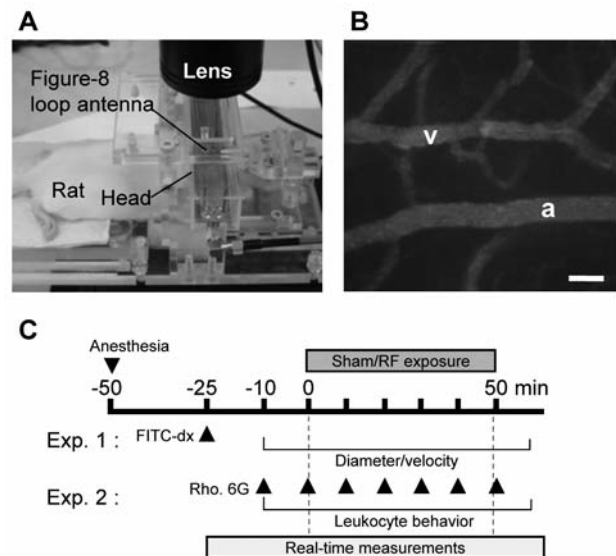 A
Figure-8
loop antenna
Lens
Rat
Head
B
v
a
C
Anesthesia
Sham/RF exposure
-50 -25 -10 0 50 min
Exp. 1 :
FITC-dx
Diameter/velocity
Exp. 2 :
Rho. 6G
Leukocyte behavior
Real-time measurements